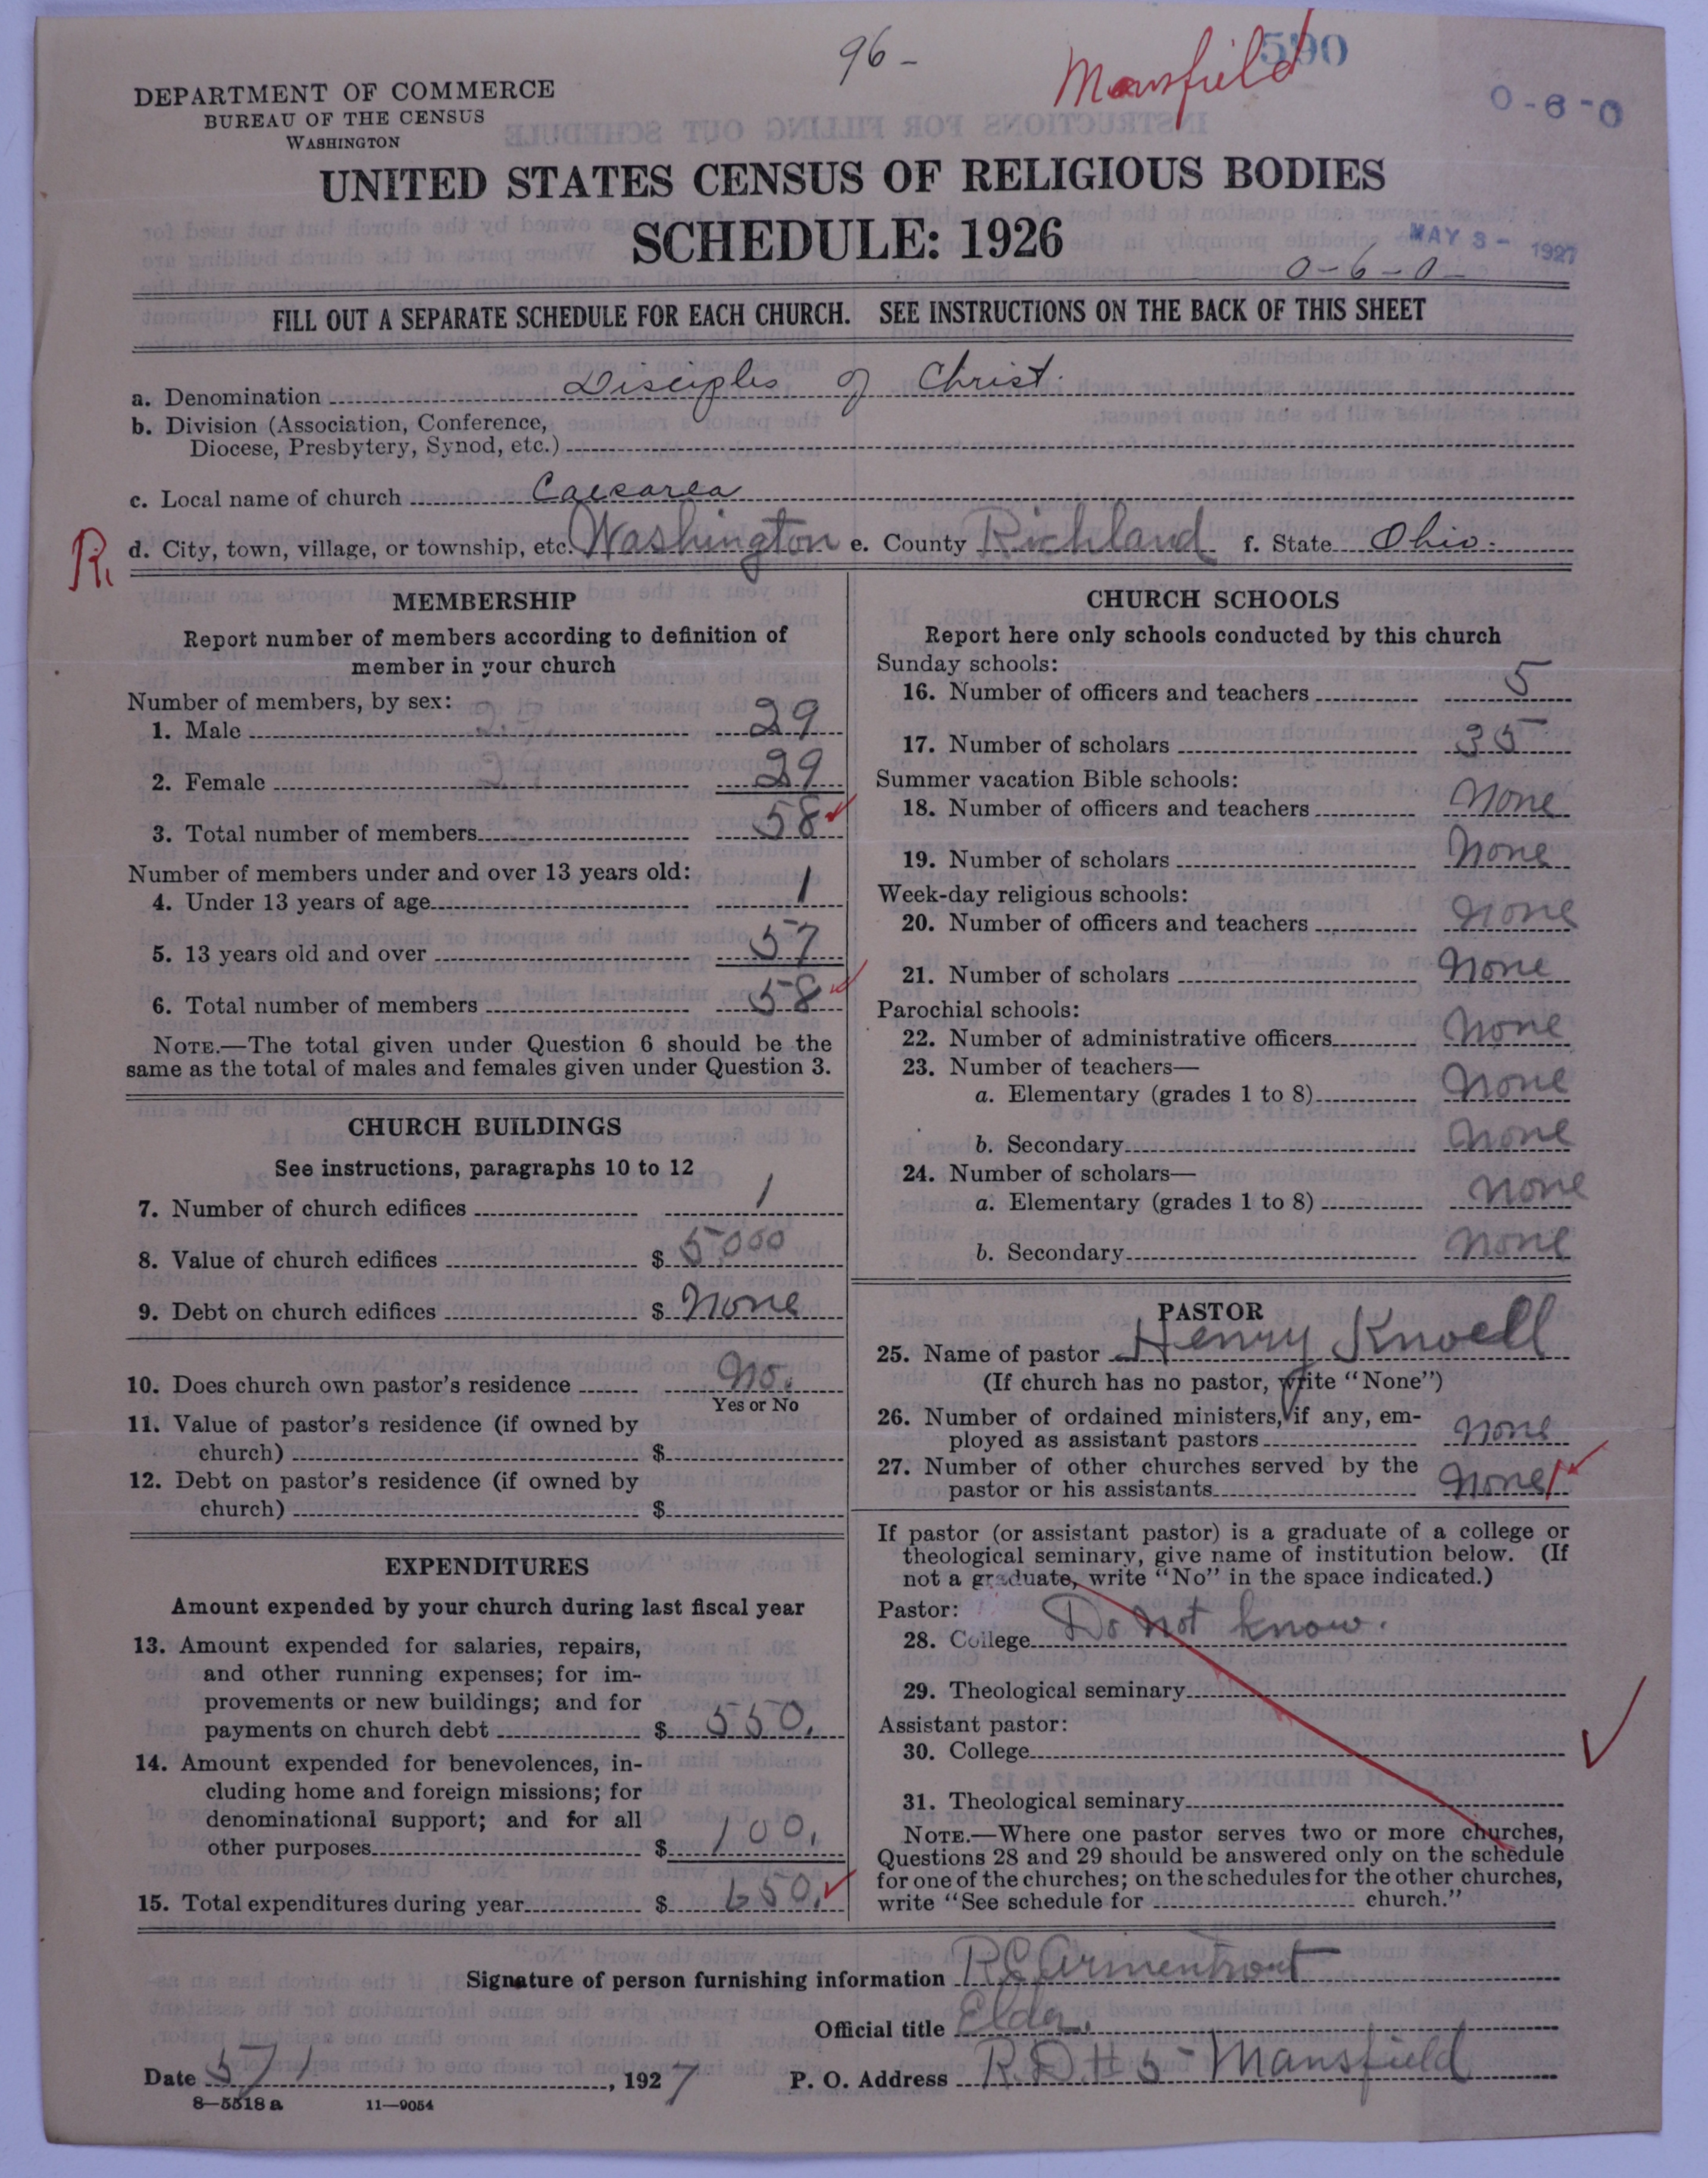 96 -
Mansfield
590
0-6-0
DEPARTMENT OF COMMERCE
BUREAU OF THE CENSUS
WASHINGTON
UNITED STATES CENSUS OF RELIGIOUS BODIES
SCHEDULE: 1926
MAY 3 - 1927
0-6-0
FILL OUT A SEPARATE SCHEDULE FOR EACH CHURCH. SEE INSTRUCTIONS ON THE BACK OF THIS SHEET
a. Denomination Disciples of Christ.
b. Division (Association, Conference,
Diocese, Presbytery, Synod, etc.)
c. Local name of church Caesarea
R. d. City, town, village, or township, etc. Washington e. County Richland f. State Ohio.
MEMBERSHIP
Report number of members according to definition of
member in your church
Number of members, by sex:
1. Male 29
2. Female 29
3. Total number of members 58
Number of members under and over 13 years old:
4. Under 13 years of age 1
5. 13 years old and over 57
6. Total number of members 58
NOTE.—The total given under Question 6 should be the
same as the total of males and females given under Question 3.
CHURCH BUILDINGS
See instructions, paragraphs 10 to 12
7. Number of church edifices 1
8. Value of church edifices $ 5000
9. Debt on church edifices $ None
10. Does church own pastor's residence No.
Yes or No
11. Value of pastor's residence (if owned by
church) $
12. Debt on pastor's residence (if owned by
church) $
EXPENDITURES
Amount expended by your church during last fiscal year
13. Amount expended for salaries, repairs,
and other running expenses; for im-
provements or new buildings; and for
payments on church debt $ 550.
14. Amount expended for benevolences, in-
cluding home and foreign missions; for
denominational support; and for all
other purposes $ 100.
15. Total expenditures during year $ 650.
CHURCH SCHOOLS
Report here only schools conducted by this church
Sunday schools:
16. Number of officers and teachers 5
17. Number of scholars 35
Summer vacation Bible schools:
18. Number of officers and teachers None
19. Number of scholars None
Week-day religious schools:
20. Number of officers and teachers None
21. Number of scholars None
Parochial schools:
22. Number of administrative officers None
23. Number of teachers—
a. Elementary (grades 1 to 8) None
b. Secondary None
24. Number of scholars—
a. Elementary (grades 1 to 8) None
b. Secondary None
PASTOR
25. Name of pastor Henry Knoell
(If church has no pastor, write "None")
26. Number of ordained ministers, if any, em-
ployed as assistant pastors None
27. Number of other churches served by the
pastor or his assistants None
If pastor (or assistant pastor) is a graduate of a college or
theological seminary, give name of institution below. (If
not a graduate, write "No" in the space indicated.)
Pastor:
28. College Do not know.
29. Theological seminary
Assistant pastor:
30. College
31. Theological seminary
NOTE.—Where one pastor serves two or more churches,
Questions 28 and 29 should be answered only on the schedule
for one of the churches; on the schedules for the other churches,
write "See schedule for church."
Signature of person furnishing information R C Armentrout
Official title Elder.
Date 5/1, 1927 P. O. Address R.D. # 5 - Mansfield
8—5518 a 11—9054